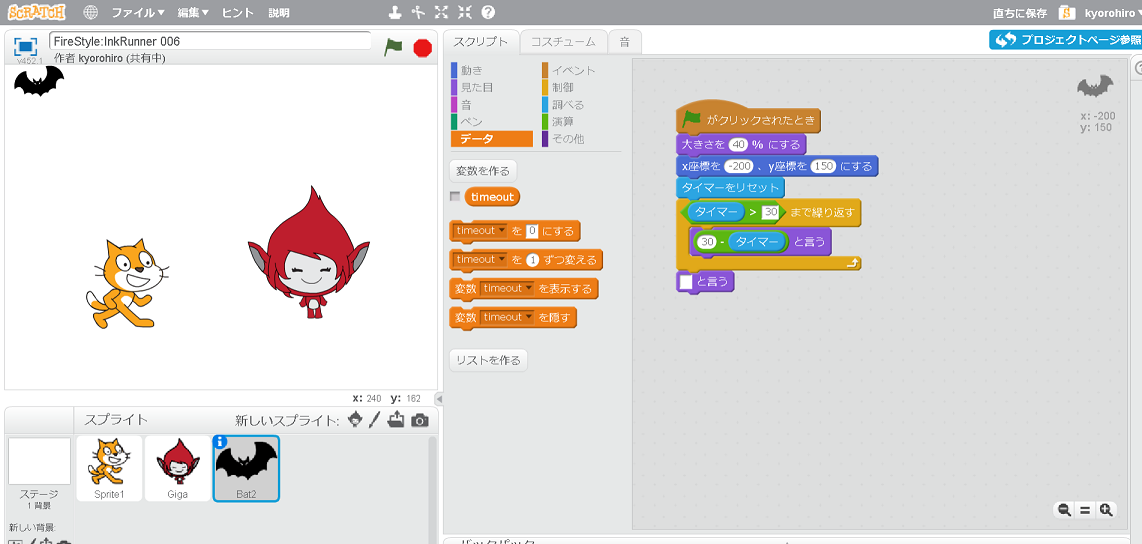 SCRATCH ファイル▼ 編集▼ ヒント 説明 直ちに保存 kyorohiro
FireStyle:InkRunner 006
作者 kyorohiro (共有中)
v452.1
スクリプト コスチューム 音
プロジェクトページ参照
動き イベント
見た目 制御
音 調べる
ペン 演算
データ その他
変数を作る
timeout
timeout▼ を 0 にする
timeout▼ を 1 ずつ変える
変数 timeout▼ を表示する
変数 timeout▼ を隠す
リストを作る
がクリックされたとき
大きさを 40 % にする
x座標を -200 、y座標を 150 にする
タイマーをリセット
タイマー > 30 まで繰り返す
30 - タイマー と言う
と言う
x: -200
y: 150
x: 240 y: 162
スプライト 新しいスプライト:
Sprite1 Giga Bat2
ステージ
1 背景
新しい背景:
バックパック